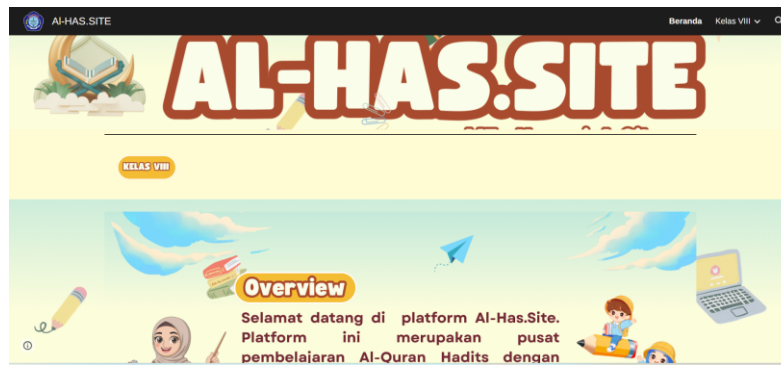 Al-HAS.SITE
Beranda Kelas VIII
AL-HAS.SITE
KELAS VIII
Overview
Selamat datang di platform Al-Has.Site.
Platform ini merupakan pusat
pembelajaran Al-Quran Hadits dengan